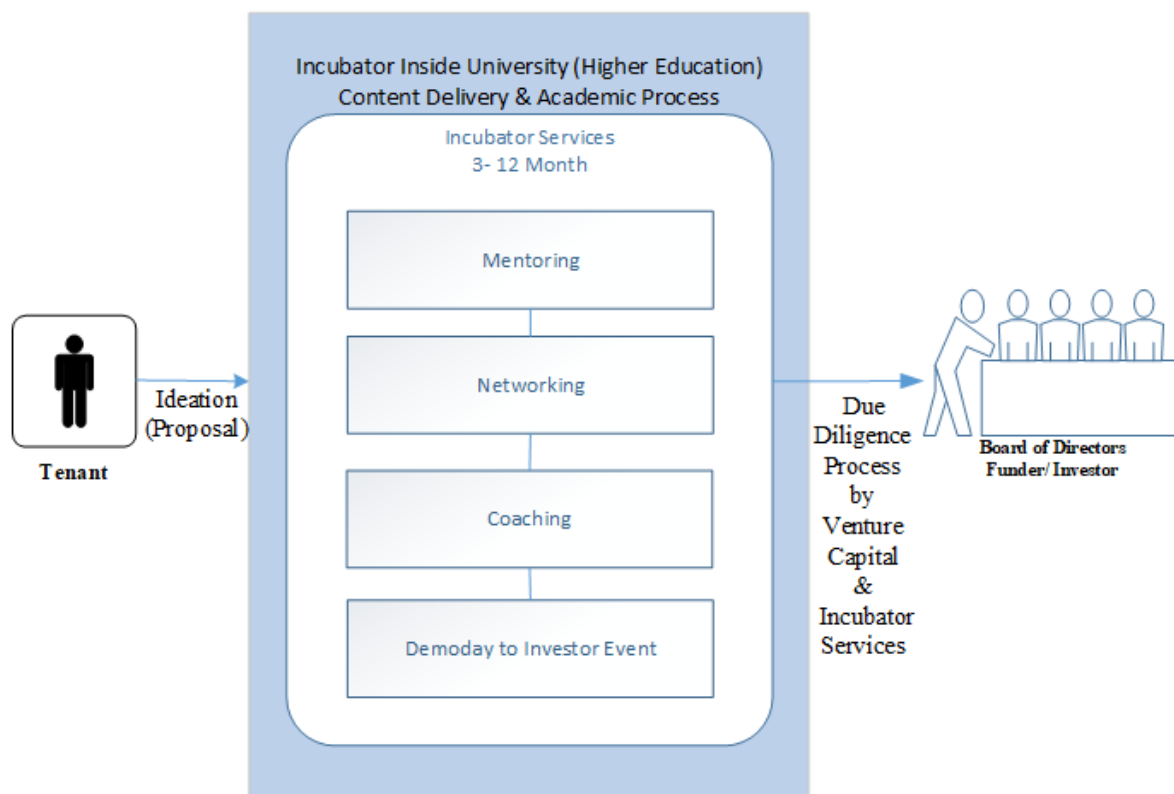 Incubator Inside University (Higher Education)
Content Delivery & Academic Process
Incubator Services
3- 12 Month
Mentoring
Networking
Coaching
Demoday to Investor Event
Ideation
(Proposal)
Tenant
Due
Diligence
Process
by
Venture
Capital
&
Incubator
Services
Board of Directors
Funder/ Investor